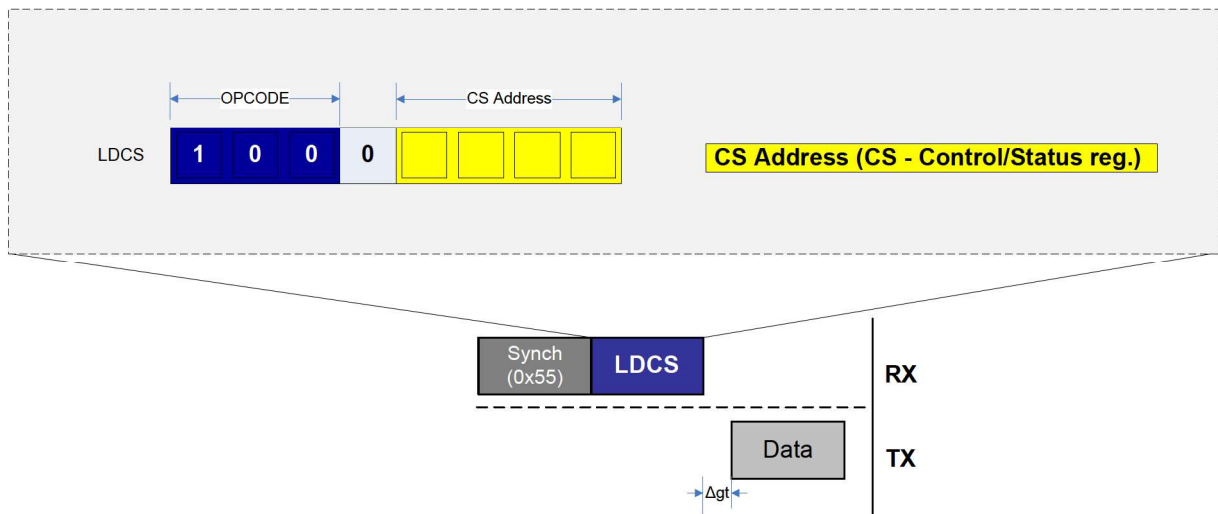 OPCODE CS Address
LDCS 1 0 0 0 CS Address (CS - Control/Status reg.)
Synch
(0x55) LDCS RX
Data TX
Δgt